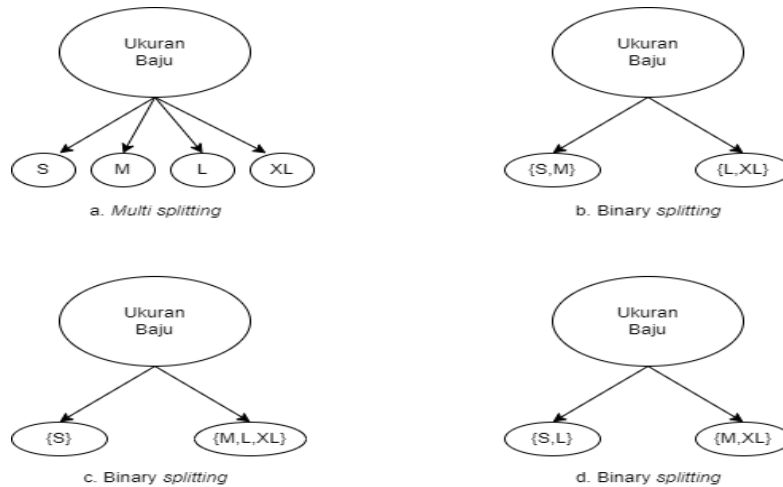 Ukuran
Baju
S
M
L
XL
a. Multi splitting
Ukuran
Baju
{S,M}
{L,XL}
b. Binary splitting
Ukuran
Baju
{S}
{M,L,XL}
c. Binary splitting
Ukuran
Baju
{S,L}
{M,XL}
d. Binary splitting